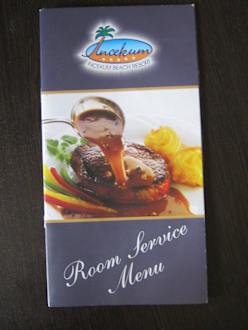 Incekum
INCEKUM BEACH RESORT
Room Service
Menu